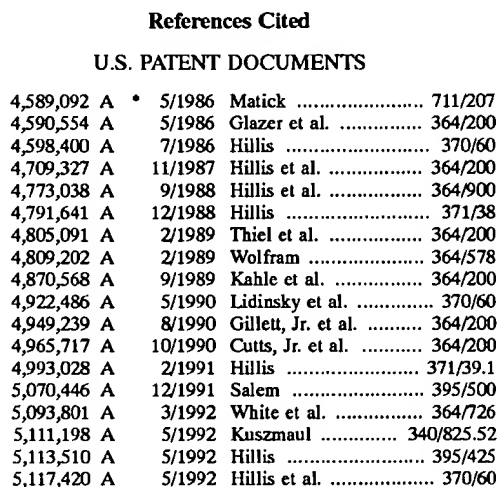 References Cited
U.S. PATENT DOCUMENTS
4,589,092 A * 5/1986 Matick ........................ 711/207
4,590,554 A 5/1986 Glazer et al. ............... 364/200
4,598,400 A 7/1986 Hillis .......................... 370/60
4,709,327 A 11/1987 Hillis et al. ................. 364/200
4,773,038 A 9/1988 Hillis et al. ................. 364/900
4,791,641 A 12/1988 Hillis .......................... 371/38
4,805,091 A 2/1989 Thiel et al. ................. 364/200
4,809,202 A 2/1989 Wolfram ..................... 364/578
4,870,568 A 9/1989 Kahle et al. ................ 364/200
4,922,486 A 5/1990 Lidinsky et al. .............. 370/60
4,949,239 A 8/1990 Gillett, Jr. et al. .......... 364/200
4,965,717 A 10/1990 Cutts, Jr. et al. ............ 364/200
4,993,028 A 2/1991 Hillis ......................... 371/39.1
5,070,446 A 12/1991 Salem ......................... 395/500
5,093,801 A 3/1992 White et al. ................ 364/726
5,111,198 A 5/1992 Kuszmaul .............. 340/825.52
5,113,510 A 5/1992 Hillis ......................... 395/425
5,117,420 A 5/1992 Hillis et al. ................... 370/60